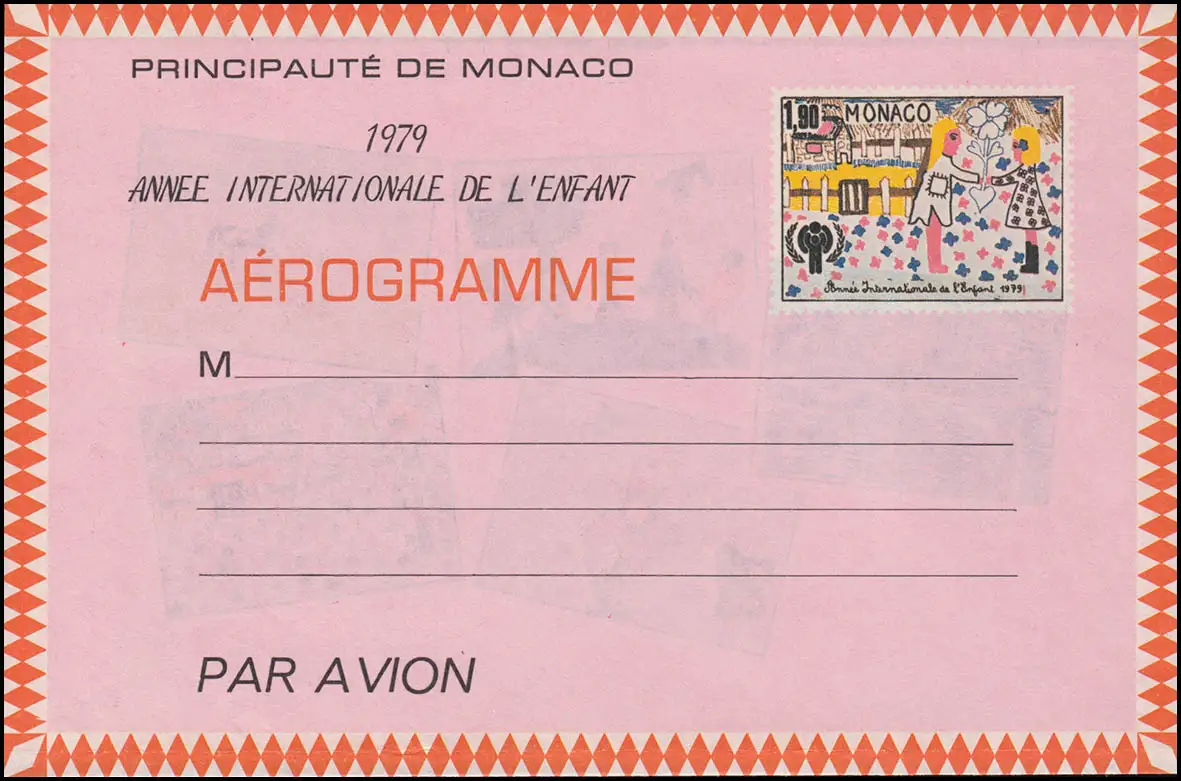 PRINCIPAUTÉ DE MONACO
1979
ANNEE INTERNATIONALE DE L'ENFANT
1,90 MONACO
Année Internationale de l'Enfant 1979
AÉROGRAMME
M
PAR AVION